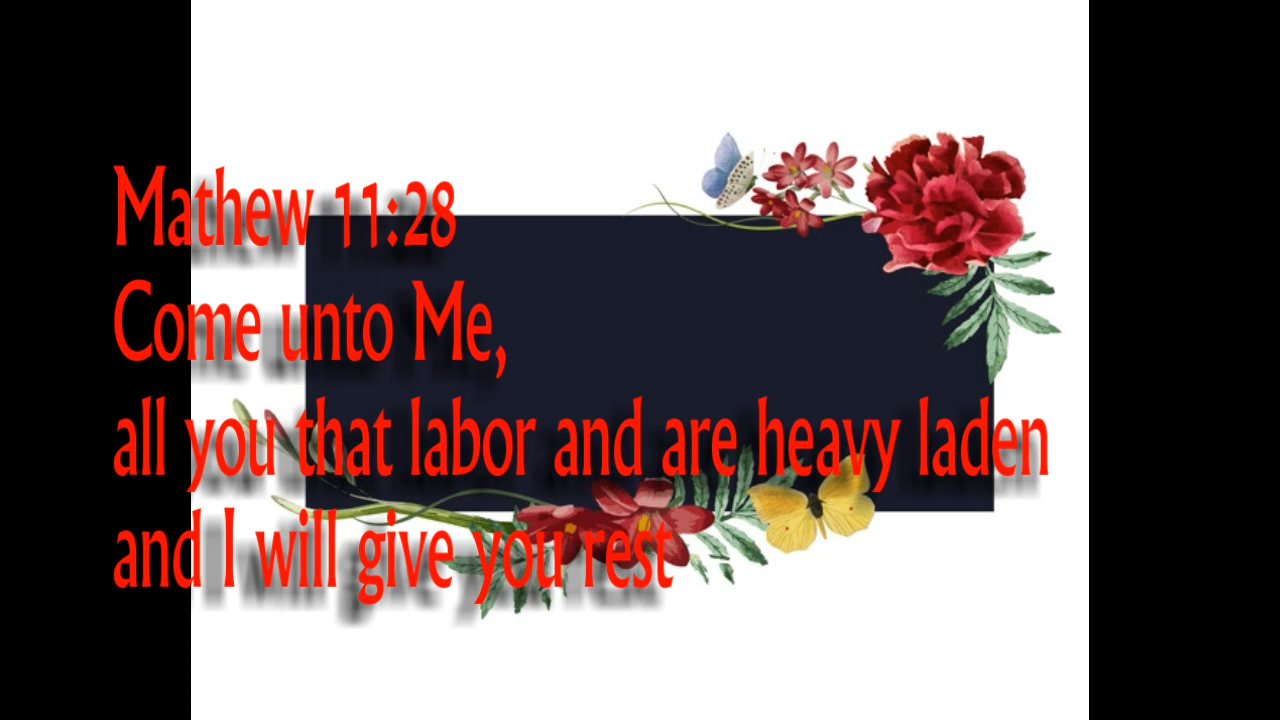 Mathew 11:28
Come unto Me,
all you that labor and are heavy laden
and I will give you rest